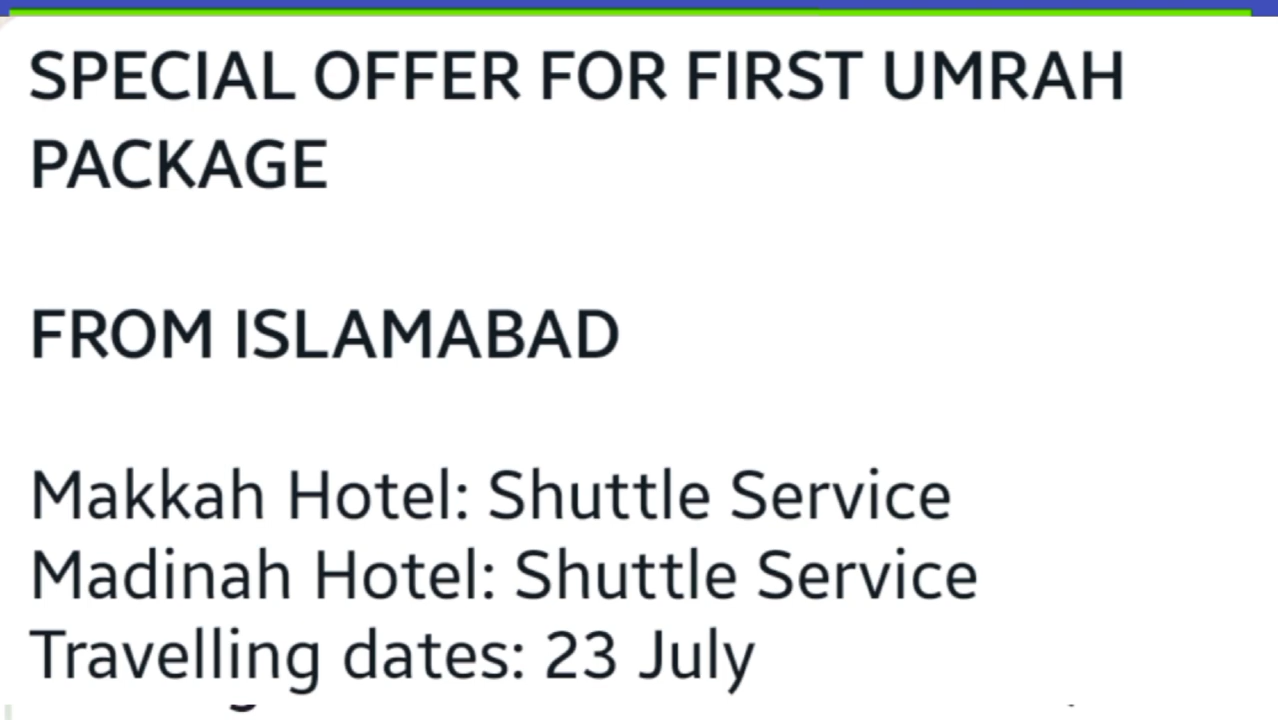 SPECIAL OFFER FOR FIRST UMRAH
PACKAGE
FROM ISLAMABAD
Makkah Hotel: Shuttle Service
Madinah Hotel: Shuttle Service
Travelling dates: 23 July